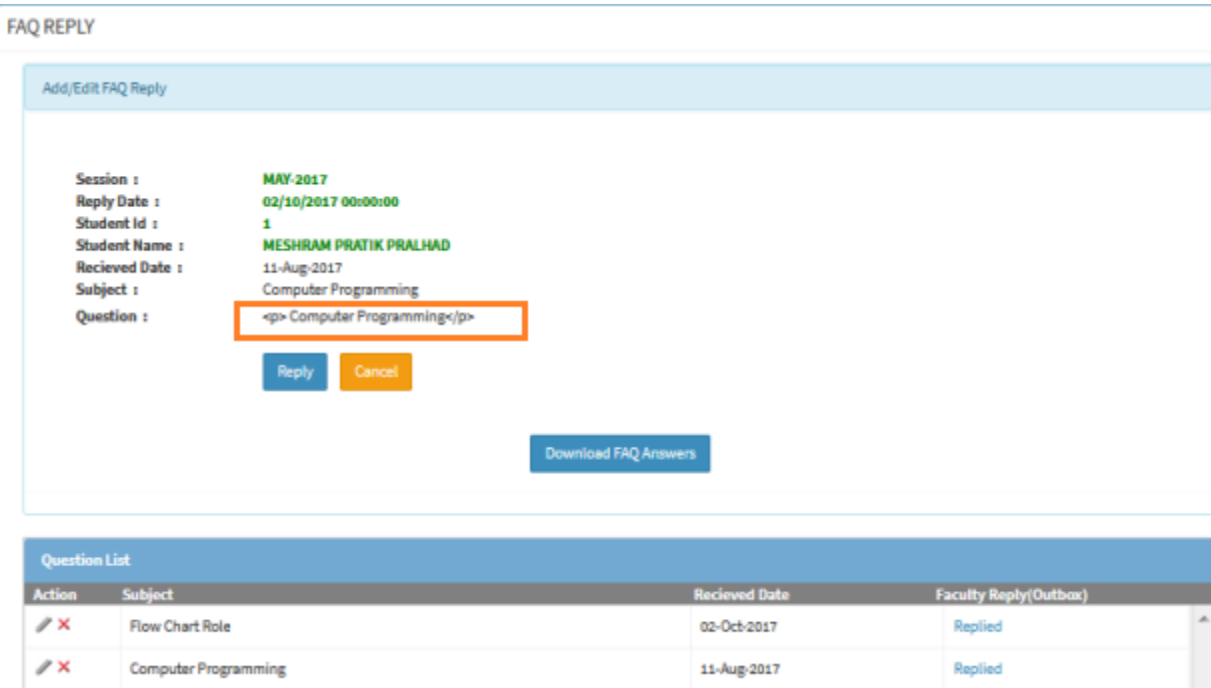 FAQ REPLY
Add/Edit FAQ Reply
Session : MAY-2017
Reply Date : 02/10/2017 00:00:00
Student Id : 1
Student Name : MESHRAM PRATIK PRALHAD
Recieved Date : 11-Aug-2017
Subject : Computer Programming
Question : <p> Computer Programming</p>
Reply Cancel
Download FAQ Answers
Question List
Action Subject Recieved Date Faculty Reply(Outbox)
Flow Chart Role 02-Oct-2017 Replied
Computer Programming 11-Aug-2017 Replied